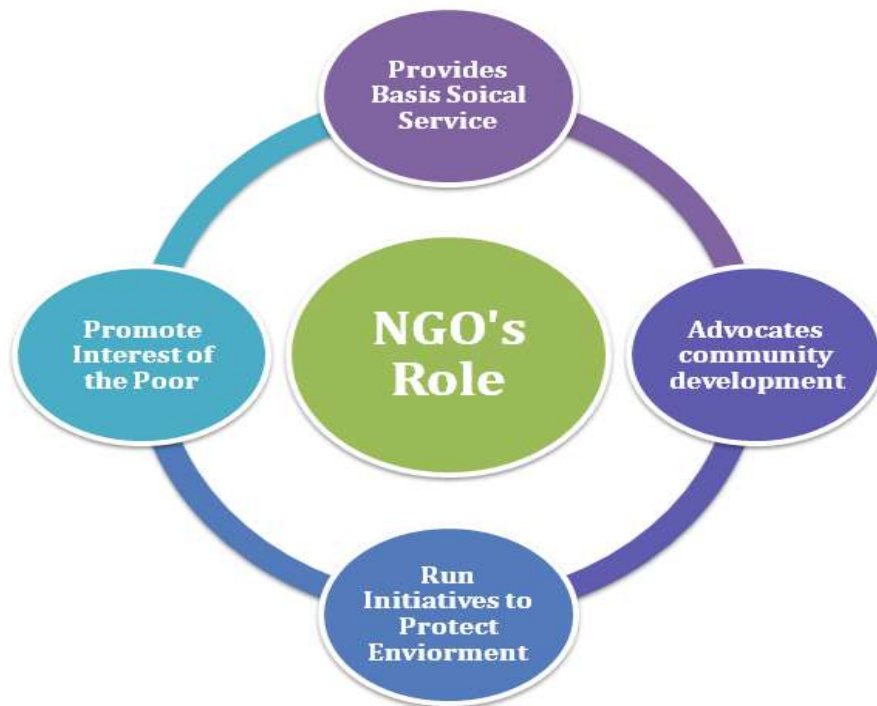 Provides
Basis Soical
Service
Promote
Interest of
the Poor
NGO's
Role
Advocates
community
development
Run
Initiatives to
Protect
Enviorment